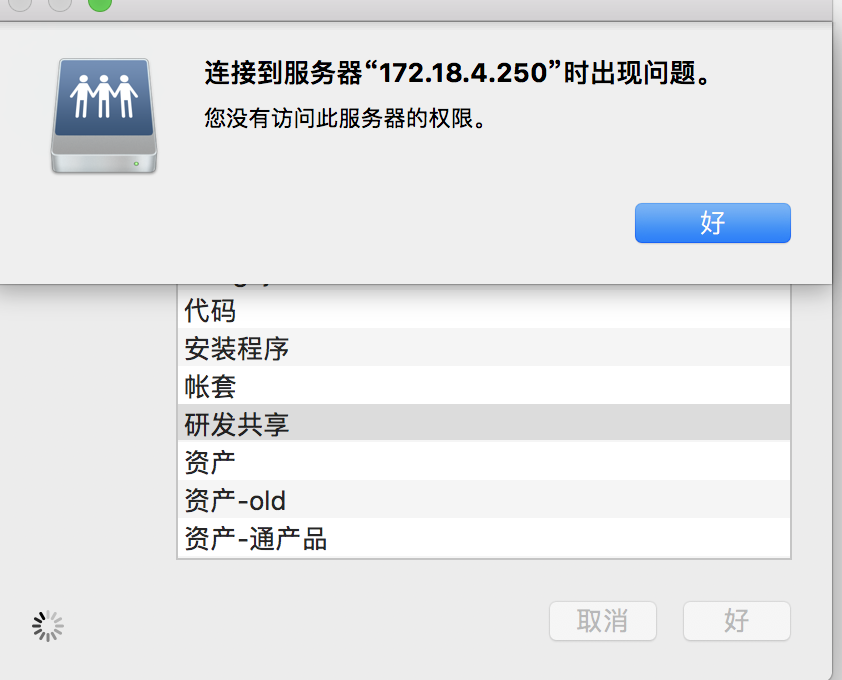 连接到服务器“172.18.4.250”时出现问题。
您没有访问此服务器的权限。
好
代码
安装程序
帐套
研发共享
资产
资产-old
资产-通产品
取消
好